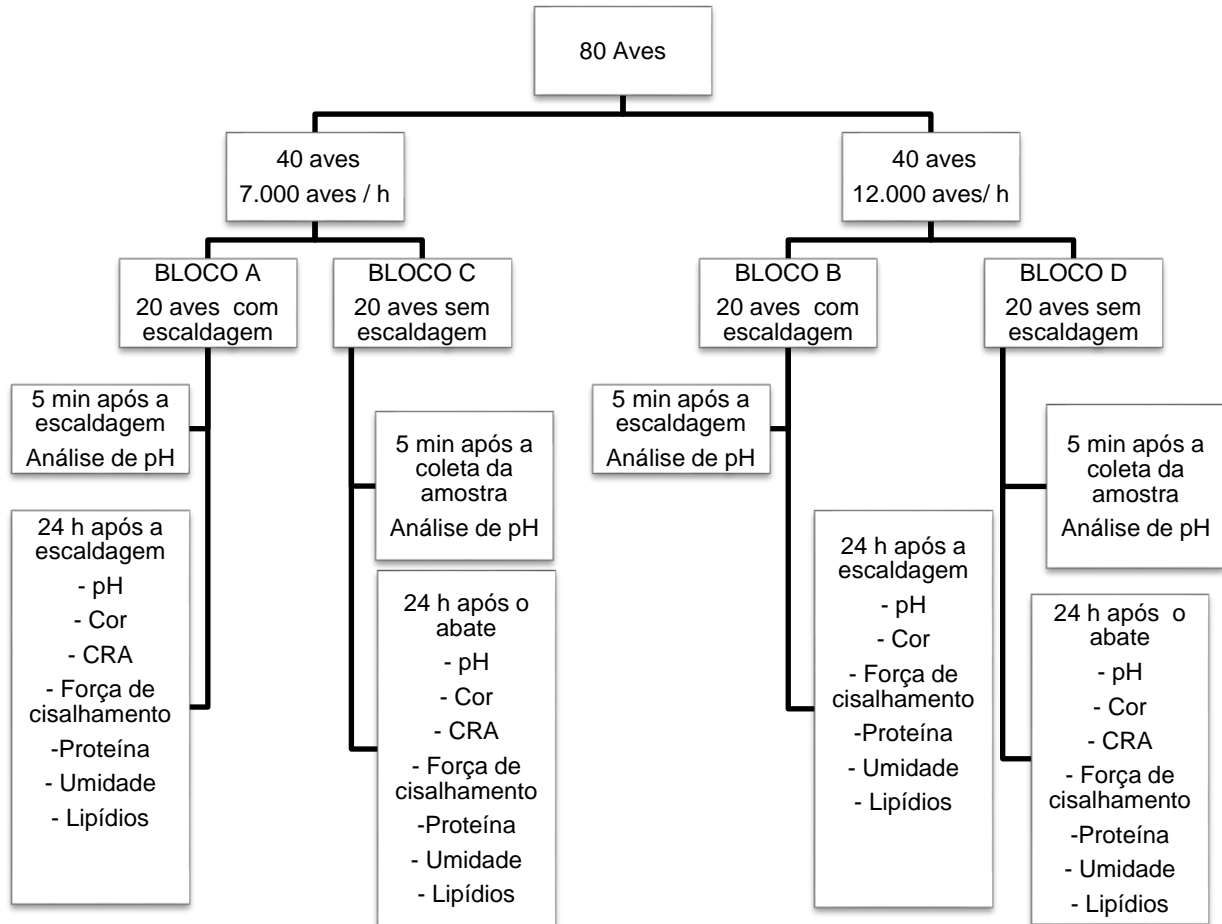 80 Aves
40 aves
7.000 aves / h
40 aves
12.000 aves/ h
BLOCO A
20 aves com
escaldagem
BLOCO C
20 aves sem
escaldagem
BLOCO B
20 aves com
escaldagem
BLOCO D
20 aves sem
escaldagem
5 min após a
escaldagem
Análise de pH
24 h após a
escaldagem
- pH
- Cor
- CRA
- Força de
cisalhamento
-Proteína
- Umidade
- Lipídios
5 min após a
coleta da
amostra
Análise de pH
24 h após o
abate
- pH
- Cor
- CRA
- Força de
cisalhamento
-Proteína
- Umidade
- Lipídios
5 min após a
escaldagem
Análise de pH
24 h após a
escaldagem
- pH
- Cor
- Força de
cisalhamento
-Proteína
- Umidade
- Lipídios
5 min após a
coleta da
amostra
Análise de pH
24 h após o
abate
- pH
- Cor
- CRA
- Força de
cisalhamento
-Proteína
- Umidade
- Lipídios